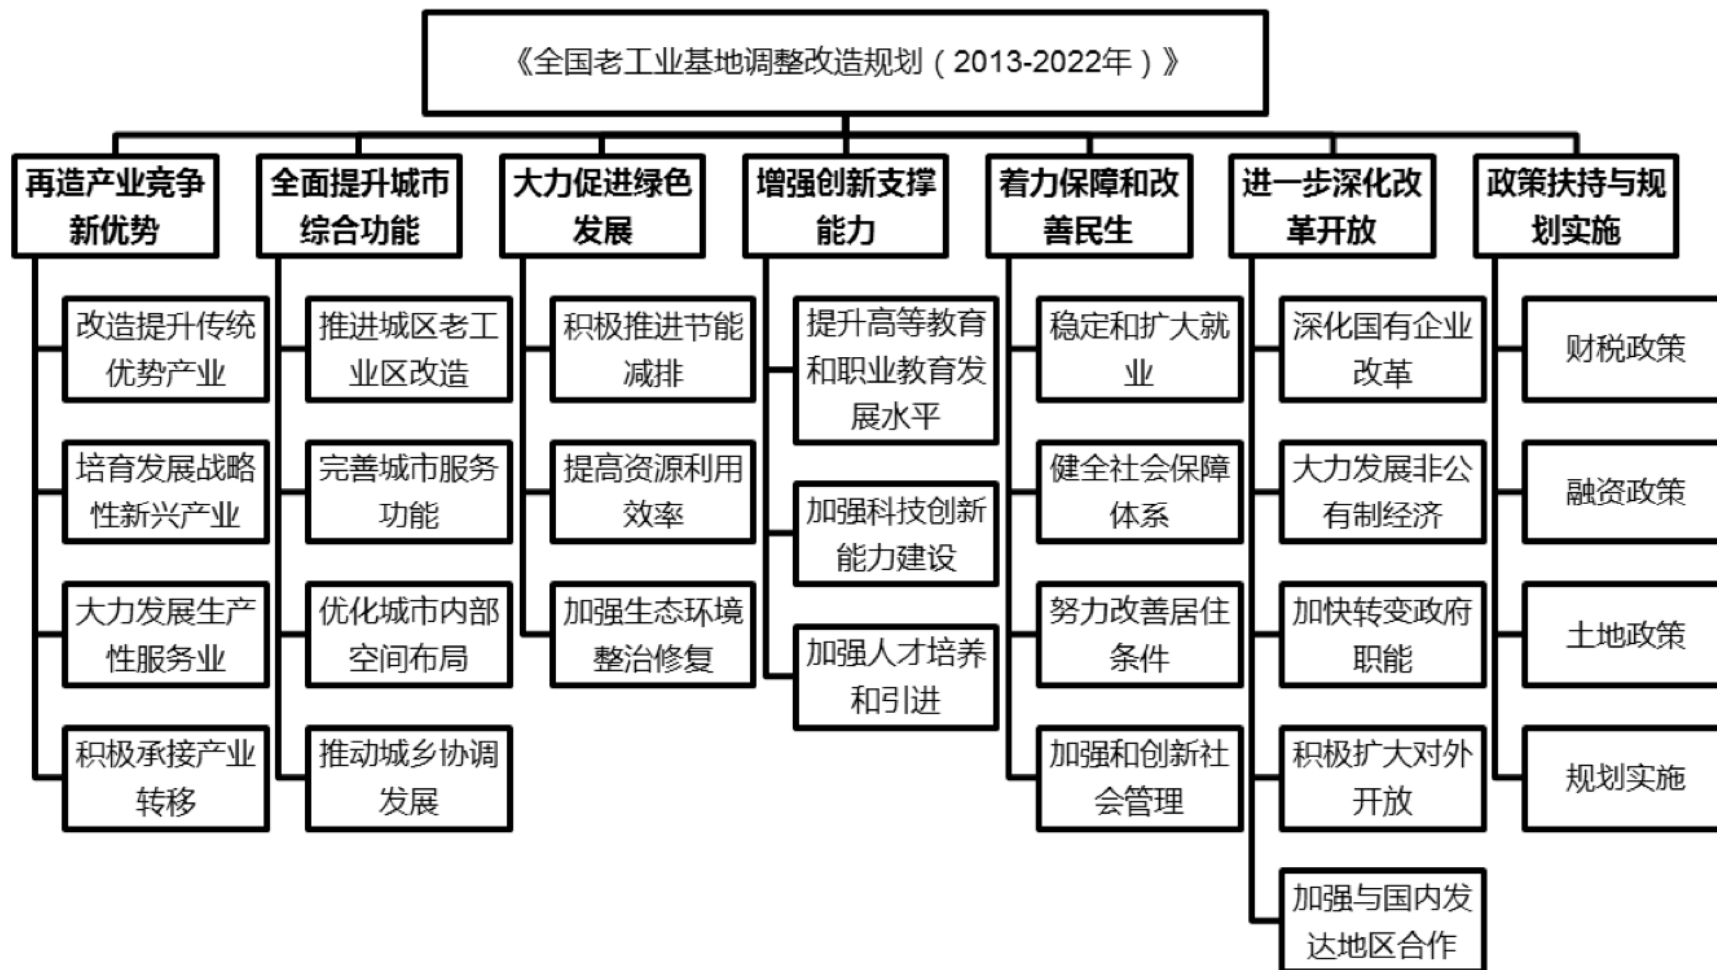 《全国老工业基地调整改造规划（2013-2022年）》
再造产业竞争
新优势
改造提升传统
优势产业
培育发展战略
性新兴产业
大力发展生产
性服务业
积极承接产业
转移
全面提升城市
综合功能
推进城区老工
业区改造
完善城市服务
功能
优化城市内部
空间布局
推动城乡协调
发展
大力促进绿色
发展
积极推进节能
减排
提高资源利用
效率
加强生态环境
整治修复
增强创新支撑
能力
提升高等教育
和职业教育发
展水平
加强科技创新
能力建设
加强人才培养
和引进
着力保障和改
善民生
稳定和扩大就
业
健全社会保障
体系
努力改善居住
条件
加强和创新社
会管理
进一步深化改
革开放
深化国有企业
改革
大力发展非公
有制经济
加快转变政府
职能
积极扩大对外
开放
加强与国内发
达地区合作
政策扶持与规
划实施
财税政策
融资政策
土地政策
规划实施